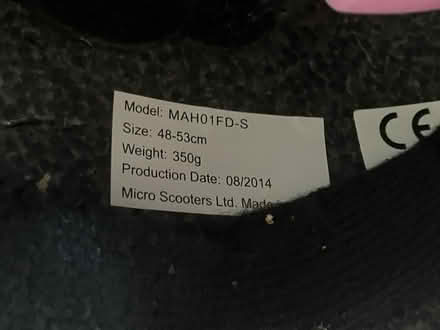 Model: MAH01FD-S
Size: 48-53cm
Weight: 350g
Production Date: 08/2014
Micro Scooters Ltd. Made
CE